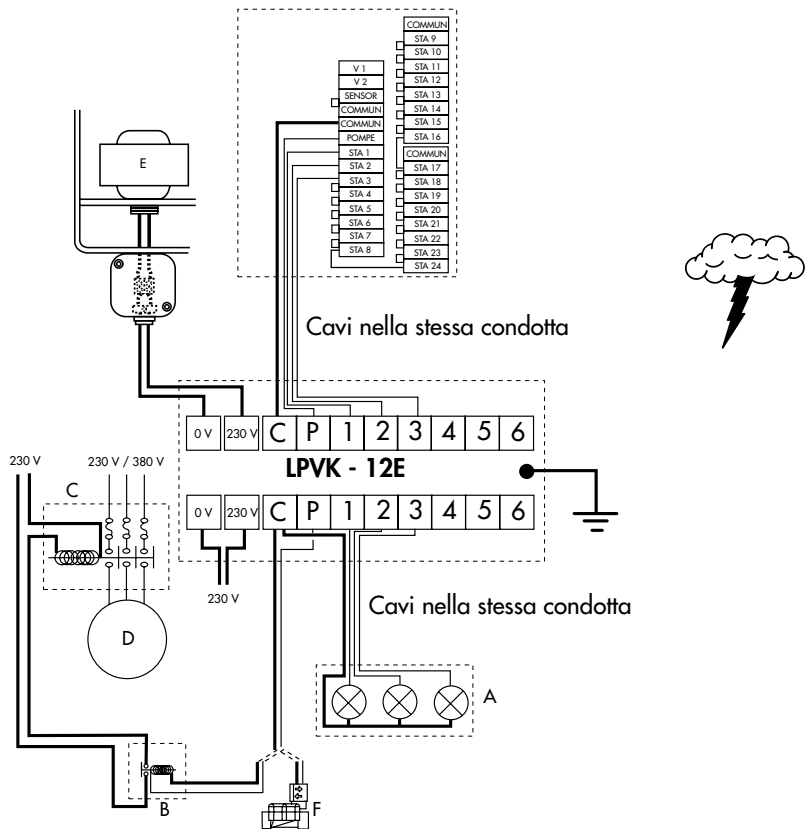 COMMUN
STA 9
STA 10
STA 11
STA 12
STA 13
STA 14
STA 15
STA 16
COMMUN
STA 17
STA 18
STA 19
STA 20
STA 21
STA 22
STA 23
STA 24
V 1
V 2
SENSOR
COMMUN
COMMUN
POMPE
STA 1
STA 2
STA 3
STA 4
STA 5
STA 6
STA 7
STA 8
E
Cavi nella stessa condotta
0 V 230 V C P 1 2 3 4 5 6
LPVK - 12E
0 V 230 V C P 1 2 3 4 5 6
230 V
230 V / 380 V
C
D
230 V
Cavi nella stessa condotta
A
B
F